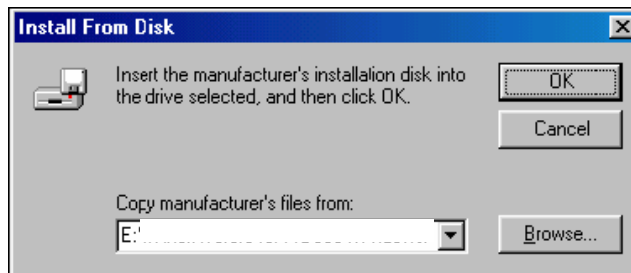 Install From Disk
Insert the manufacturer's installation disk into
the drive selected, and then click OK.
OK
Cancel
Copy manufacturer's files from:
E:
Browse...